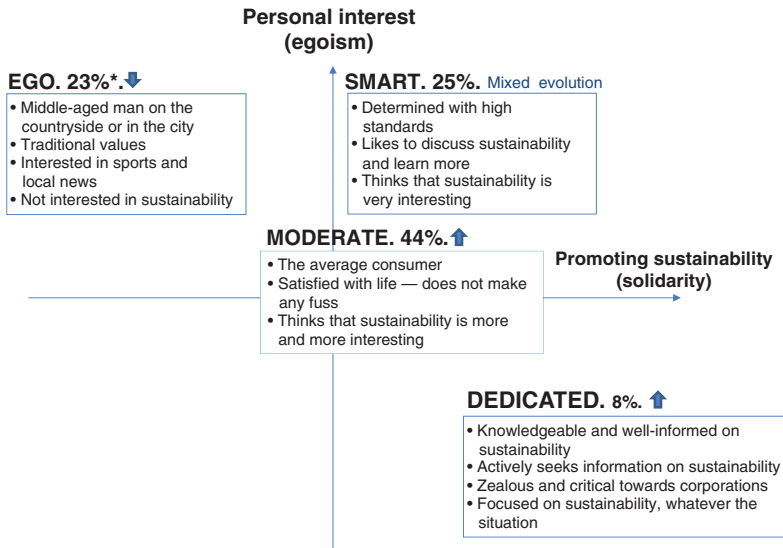 Personal interest
(egoism)
EGO. 23%*.
• Middle-aged man on the
countryside or in the city
• Traditional values
• Interested in sports and
local news
• Not interested in sustainability
SMART. 25%. Mixed evolution
• Determined with high
standards
• Likes to discuss sustainability
and learn more
• Thinks that sustainability is
very interesting
MODERATE. 44%.
• The average consumer
• Satisfied with life — does not make
any fuss
• Thinks that sustainability is more
and more interesting
Promoting sustainability
(solidarity)
DEDICATED. 8%.
• Knowledgeable and well-informed on
sustainability
• Actively seeks information on sustainability
• Zealous and critical towards corporations
• Focused on sustainability, whatever the
situation